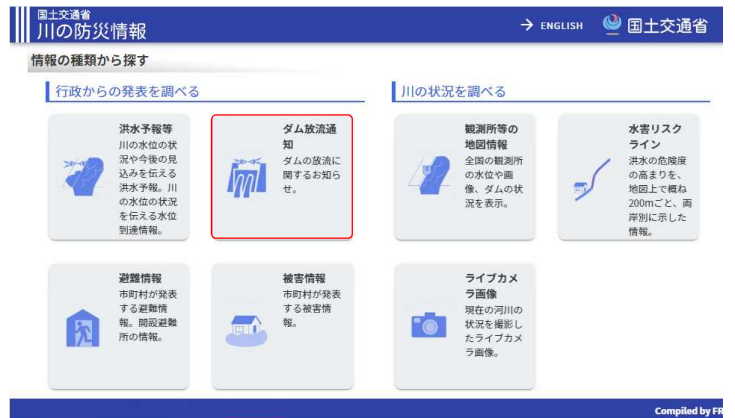 国土交通省
川の防災情報
→ ENGLISH
国土交通省
情報の種類から探す
行政からの発表を調べる
洪水予報等
川の水位の状
況や今後の見
込みを伝える
洪水予報。川
の水位の状況
を伝える水位
到達情報。
ダム放流通
知
ダムの放流に
関するお知ら
せ。
避難情報
市町村が発表
する避難情
報。開設避難
所の情報。
被害情報
市町村が発表
する被害情
報。
川の状況を調べる
観測所等の
地図情報
全国の観測所
の水位や画
像、ダムの状
況を表示。
水害リスク
ライン
洪水の危険度
の高まりを、
地図上で概ね
200mごと、両
岸別に示した
情報。
ライブカメ
ラ画像
現在の河川の
状況を撮影し
たライブカメ
ラ画像。
Compiled by FR